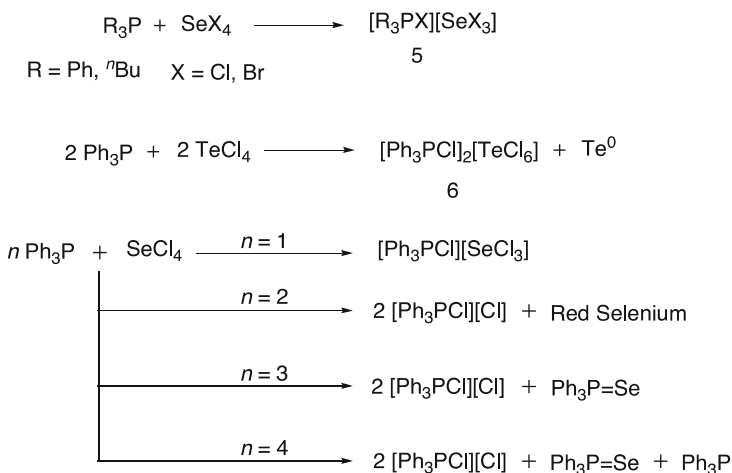 R₃P + SeX₄ → [R₃PX][SeX₃]
5
R = Ph, ⁿBu X = Cl, Br
2 Ph₃P + 2 TeCl₄ → [Ph₃PCl]₂[TeCl₆] + Te⁰
6
n Ph₃P + SeCl₄ n = 1 → [Ph₃PCl][SeCl₃]
n = 2 → 2 [Ph₃PCl][Cl] + Red Selenium
n = 3 → 2 [Ph₃PCl][Cl] + Ph₃P=Se
n = 4 → 2 [Ph₃PCl][Cl] + Ph₃P=Se + Ph₃P